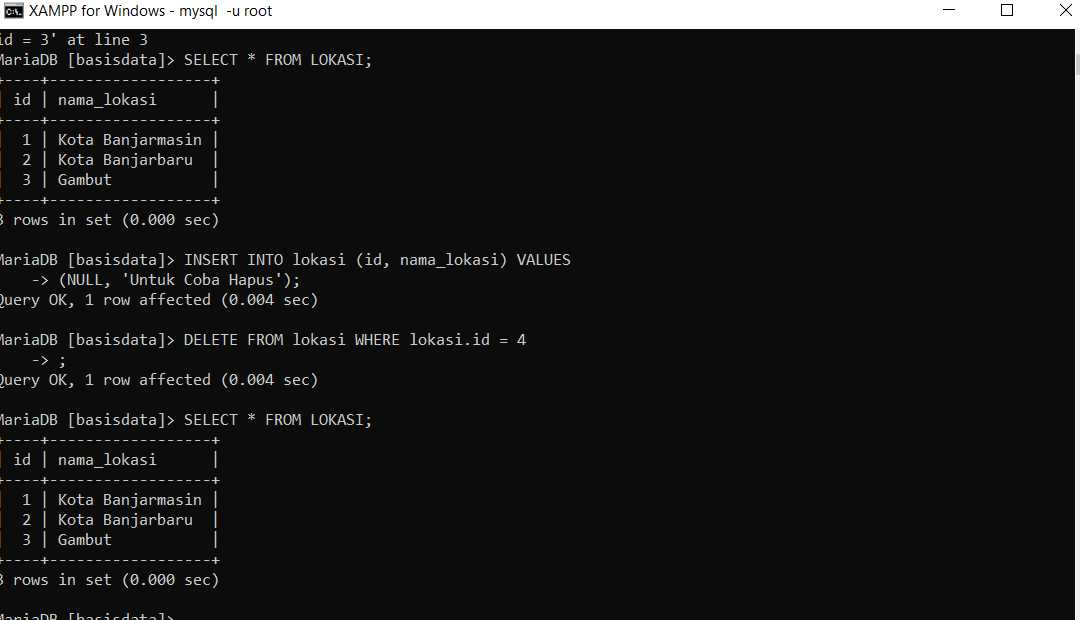 XAMPP for Windows - mysql  -u root
id = 3' at line 3
MariaDB [basisdata]> SELECT * FROM LOKASI;
+----+------------------+
| id | nama_lokasi      |
+----+------------------+
|  1 | Kota Banjarmasin |
|  2 | Kota Banjarbaru  |
|  3 | Gambut           |
+----+------------------+
3 rows in set (0.000 sec)
MariaDB [basisdata]> INSERT INTO lokasi (id, nama_lokasi) VALUES
    -> (NULL, 'Untuk Coba Hapus');
Query OK, 1 row affected (0.004 sec)
MariaDB [basisdata]> DELETE FROM lokasi WHERE lokasi.id = 4
    -> ;
Query OK, 1 row affected (0.004 sec)
MariaDB [basisdata]> SELECT * FROM LOKASI;
+----+------------------+
| id | nama_lokasi      |
+----+------------------+
|  1 | Kota Banjarmasin |
|  2 | Kota Banjarbaru  |
|  3 | Gambut           |
+----+------------------+
3 rows in set (0.000 sec)
MariaDB [basisdata]>